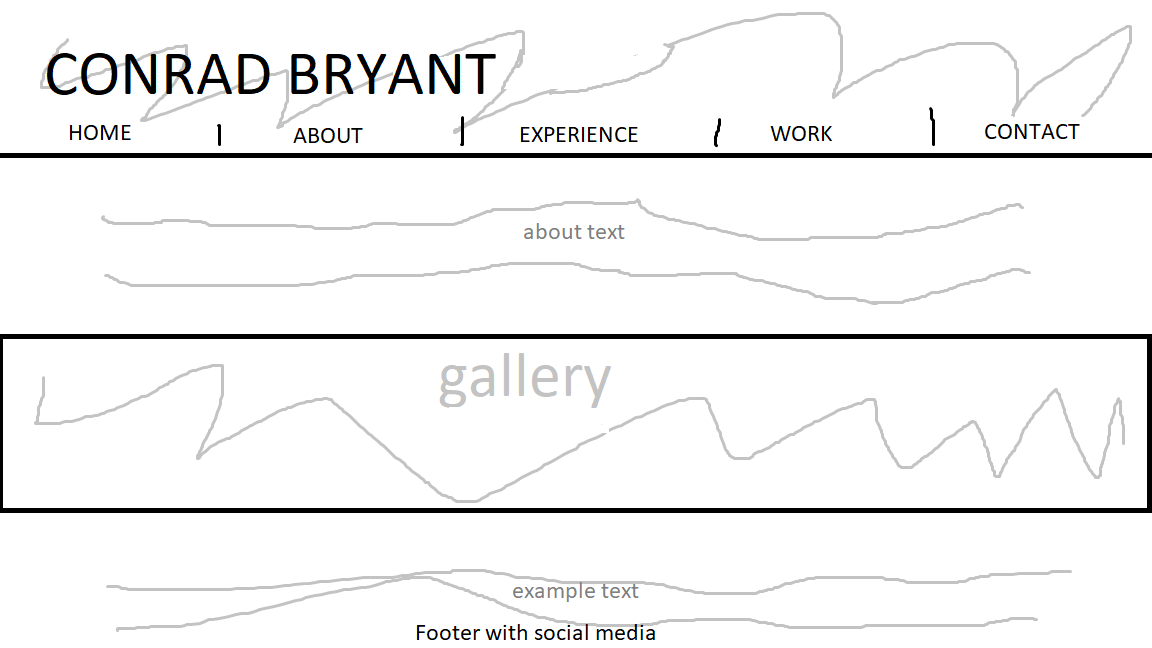 CONRAD BRYANT
HOME | ABOUT | EXPERIENCE | WORK | CONTACT
about text
gallery
example text
Footer with social media